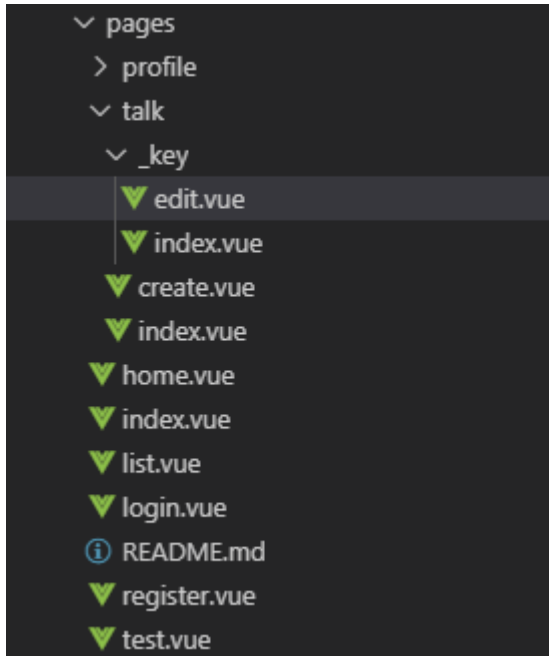 pages
profile
talk
_key
edit.vue
index.vue
create.vue
index.vue
home.vue
index.vue
list.vue
login.vue
README.md
register.vue
test.vue